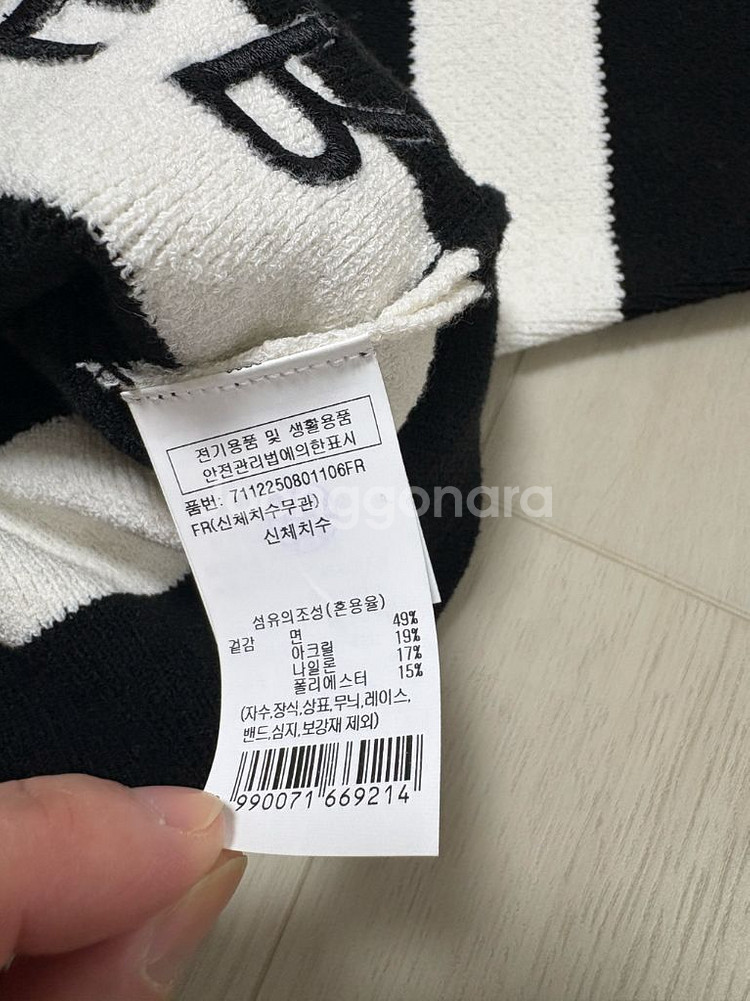 B
전기용품 및 생활용품
안전관리법에의한표시
품번: 7112250801106FR
FR(신체치수무관)
신체치수
섬유의조성(혼용율)
겉감 면 49%
아크릴 19%
나일론 17%
폴리에스터 15%
(자수,장식,상표,무늬,레이스,
밴드,심지,보강재 제외)
990071 669214